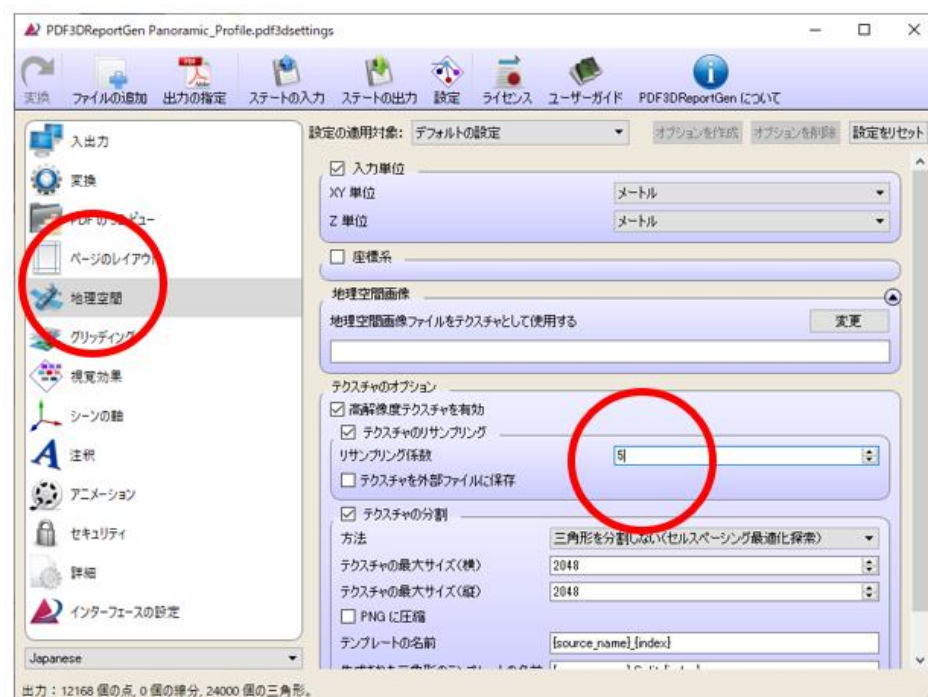 PDF3DReportGen Panoramic_Profile.pdf3dsettings
変換 ファイルの追加 出力の指定 ステートの入力 ステートの出力 設定 ライセンス ユーザーガイド PDF3DReportGen について
入出力
変換
PDF のプレビュー
ページのレイアウト
地理空間
グリッディング
視覚効果
シーンの軸
注釈
アニメーション
セキュリティ
詳細
インターフェースの設定
Japanese
設定の適用対象: デフォルトの設定 オプションを作成 オプションを削除 設定をリセット
入力単位
XY 単位 メートル
Z 単位 メートル
座標系
地理空間画像
地理空間画像ファイルをテクスチャとして使用する 変更
テクスチャのオプション
高解像度テクスチャを有効
テクスチャのリサンプリング
リサンプリング係数 5
テクスチャを外部ファイルに保存
テクスチャの分割
方法 三角形を分割しない(セルスペーシング最適化探索)
テクスチャの最大サイズ(横) 2048
テクスチャの最大サイズ(縦) 2048
PNG に圧縮
テンプレートの名前 {source_name}_{index}
出力：12168 個の点, 0 個の線分, 24000 個の三角形。